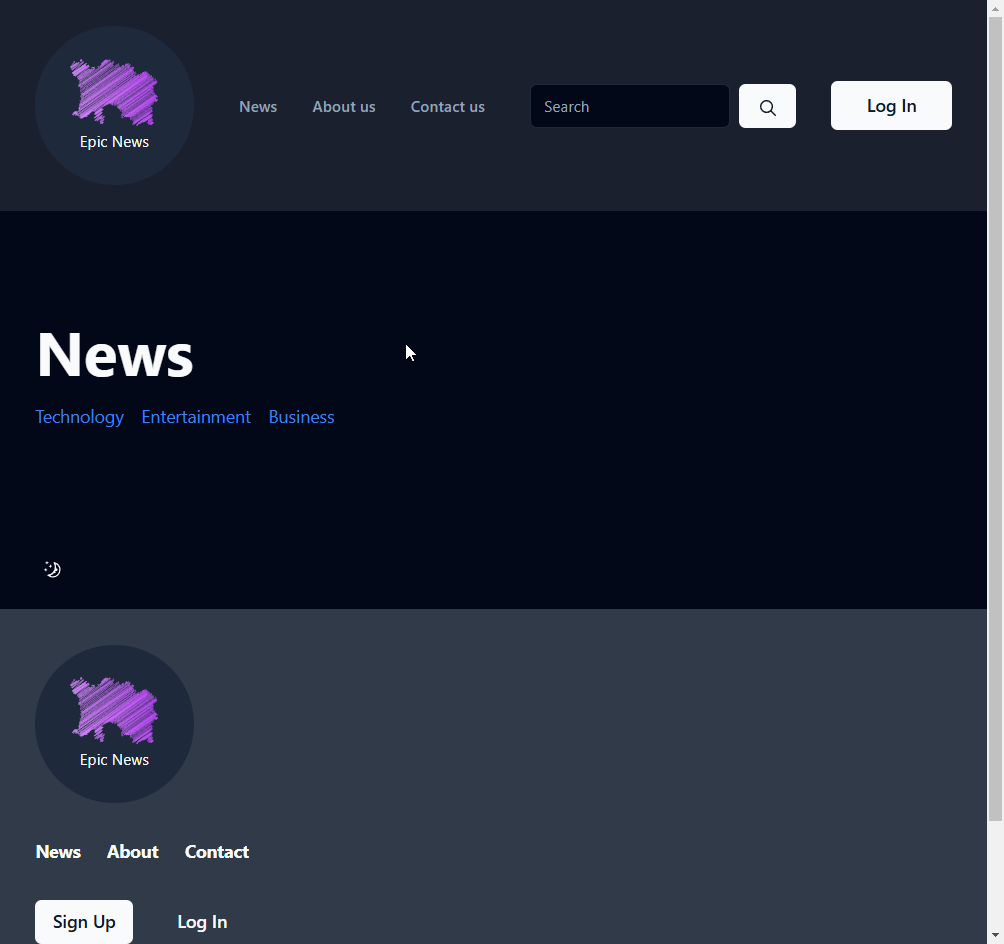 Epic News
News About us Contact us Search Log In
News
Technology Entertainment Business
Epic News
News About Contact
Sign Up Log In